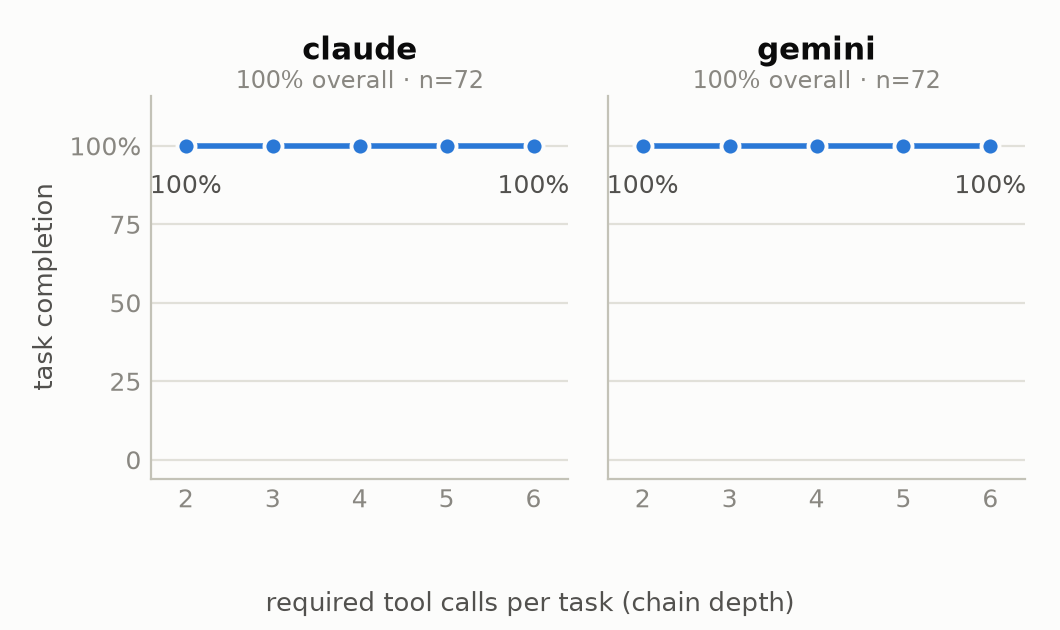 claude
100% overall · n=72
gemini
100% overall · n=72
task completion
100%
75
50
25
0
100%
100%
100%
100%
2 3 4 5 6
2 3 4 5 6
required tool calls per task (chain depth)